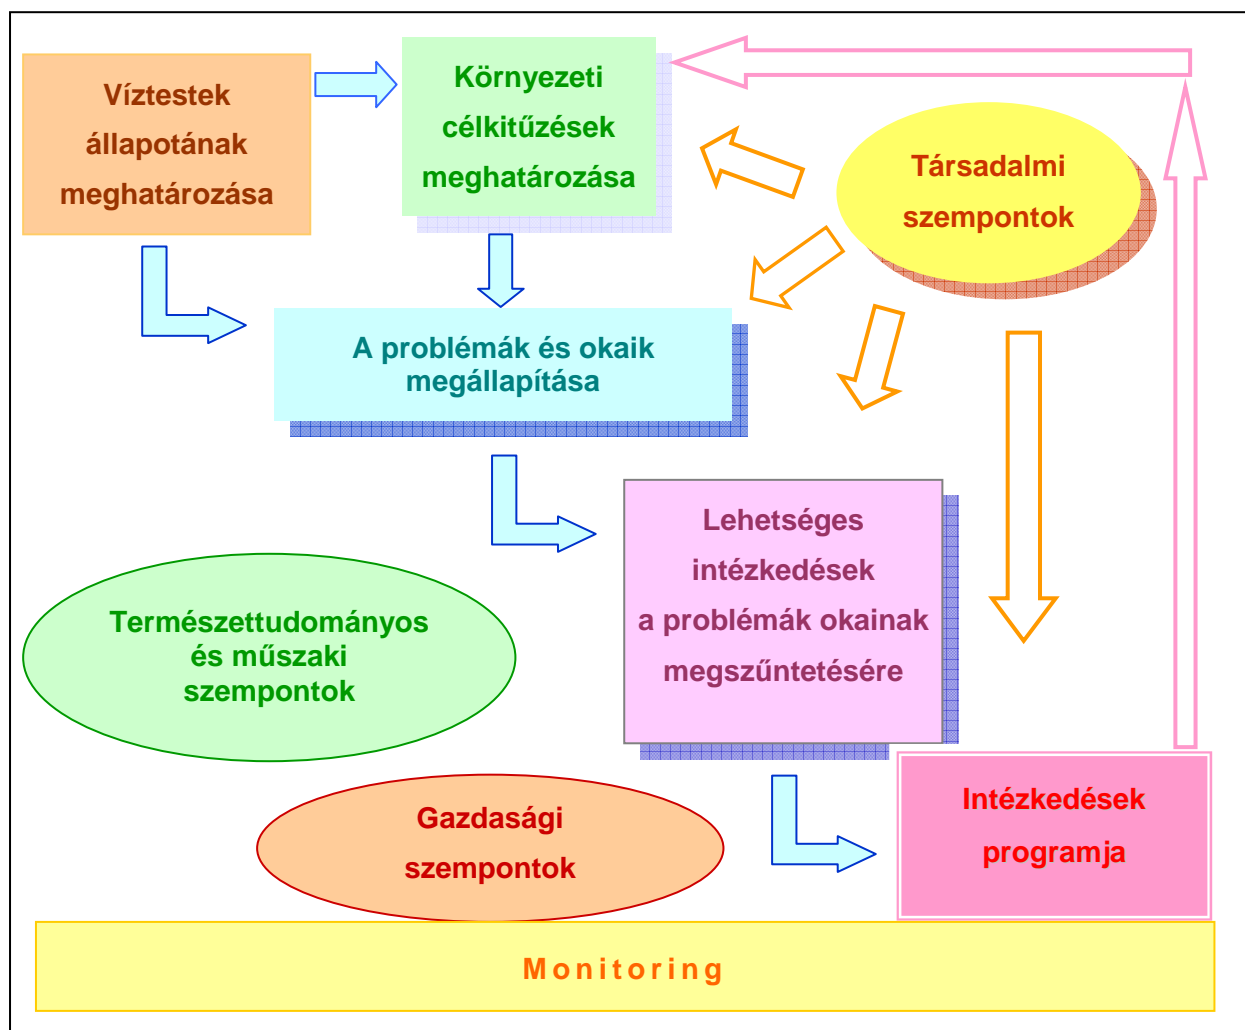 Víztestek
állapotának
meghatározása
Környezeti
célkitűzések
meghatározása
Társadalmi
szempontok
A problémák és okaik
megállapítása
Lehetséges
intézkedések
a problémák okainak
megszűntetésére
Természettudományos
és műszaki
szempontok
Gazdasági
szempontok
Intézkedések
programja
Monitoring